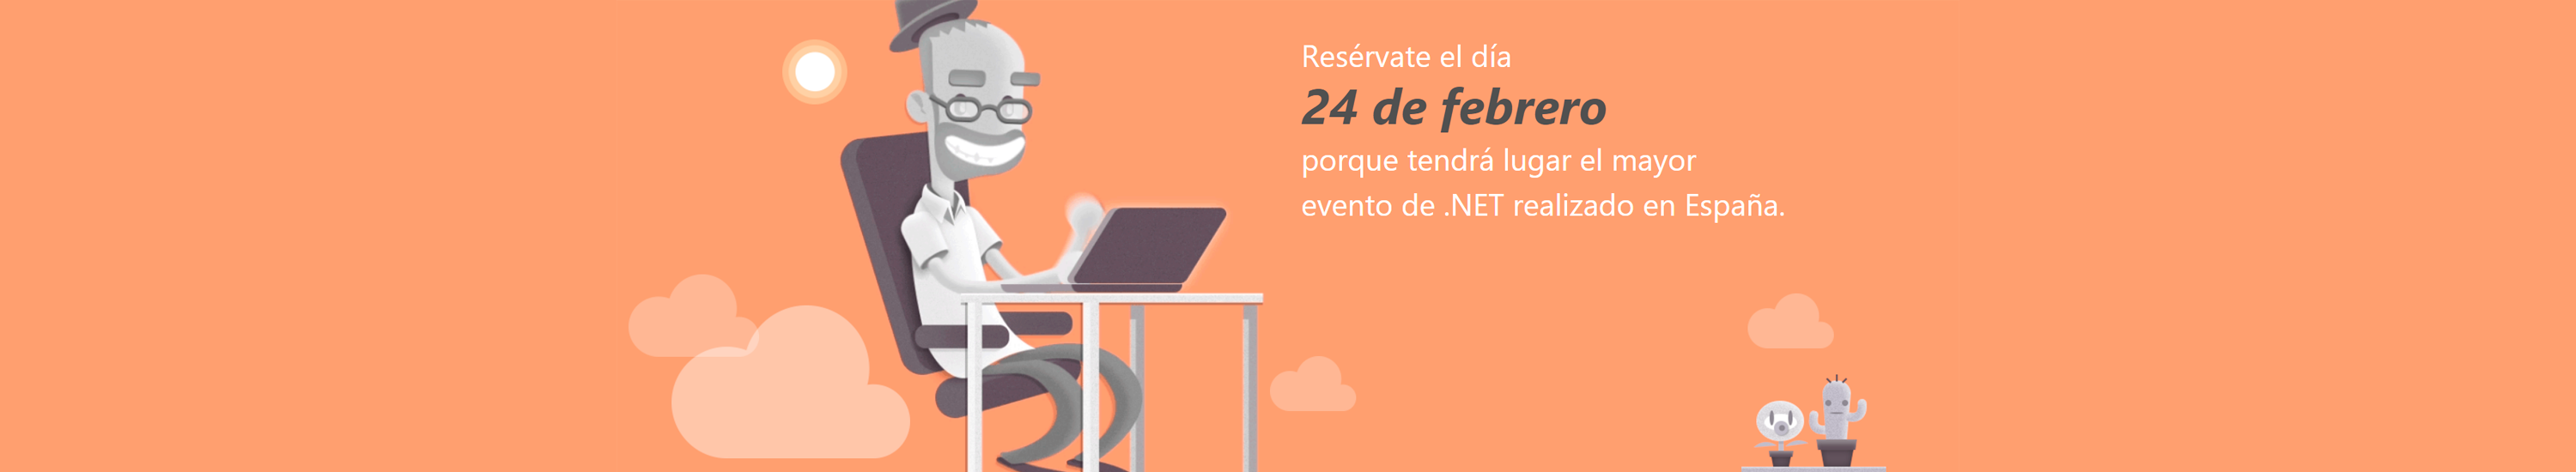 Resérvate el día
24 de febrero
porque tendrá lugar el mayor
evento de .NET realizado en España.